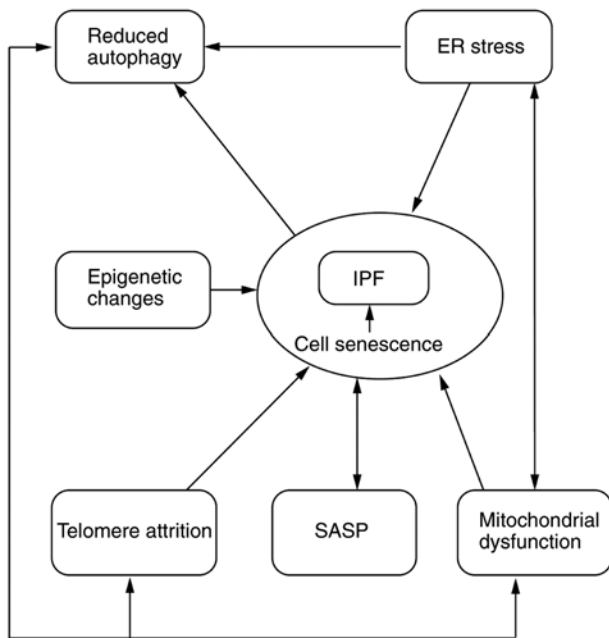 Reduced
autophagy
ER stress
Epigenetic
changes
IPF
Cell senescence
Telomere attrition
SASP
Mitochondrial
dysfunction